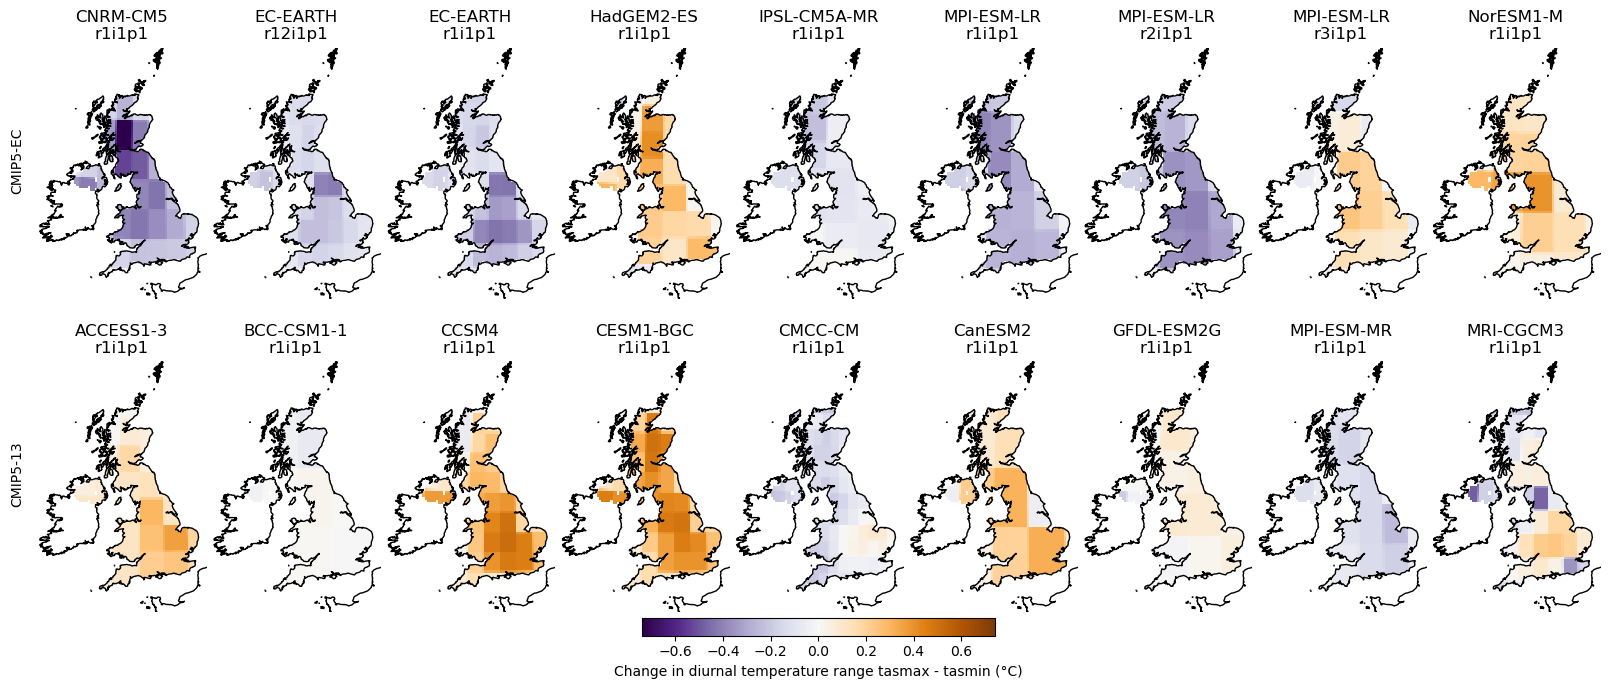 CNRM-CM5 EC-EARTH EC-EARTH HadGEM2-ES IPSL-CM5A-MR MPI-ESM-LR MPI-ESM-LR MPI-ESM-LR NorESM1-M
r1i1p1 r12i1p1 r1i1p1 r1i1p1 r1i1p1 r1i1p1 r2i1p1 r3i1p1 r1i1p1
CMIP5-EC
ACCESS1-3 BCC-CSM1-1 CCSM4 CESM1-BGC CMCC-CM CanESM2 GFDL-ESM2G MPI-ESM-MR MRI-CGCM3
r1i1p1 r1i1p1 r1i1p1 r1i1p1 r1i1p1 r1i1p1 r1i1p1 r1i1p1 r1i1p1
CMIP5-13
−0.6 −0.4 −0.2 0.0 0.2 0.4 0.6
Change in diurnal temperature range tasmax - tasmin (°C)